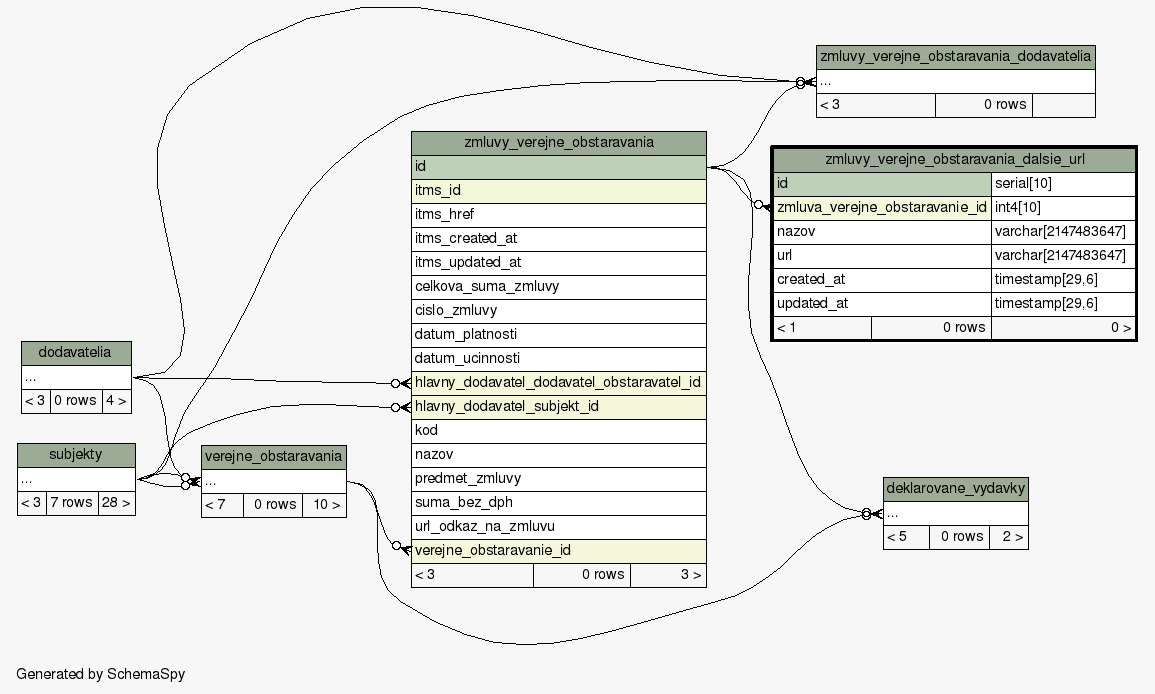 zmluvy_verejne_obstaravania_dodavatelia
...
< 3 0 rows
zmluvy_verejne_obstaravania
id
itms_id
itms_href
itms_created_at
itms_updated_at
celkova_suma_zmluvy
cislo_zmluvy
datum_platnosti
datum_ucinnosti
hlavny_dodavatel_dodavatel_obstaravatel_id
hlavny_dodavatel_subjekt_id
kod
nazov
predmet_zmluvy
suma_bez_dph
url_odkaz_na_zmluvu
verejne_obstaravanie_id
< 3 0 rows 3 >
zmluvy_verejne_obstaravania_dalsie_url
id serial[10]
zmluva_verejne_obstaravanie_id int4[10]
nazov varchar[2147483647]
url varchar[2147483647]
created_at timestamp[29,6]
updated_at timestamp[29,6]
< 1 0 rows 0 >
dodavatelia
...
< 3 0 rows 4 >
subjekty
...
< 3 7 rows 28 >
verejne_obstaravania
...
< 7 0 rows 10 >
deklarovane_vydavky
...
< 5 0 rows 2 >
Generated by SchemaSpy